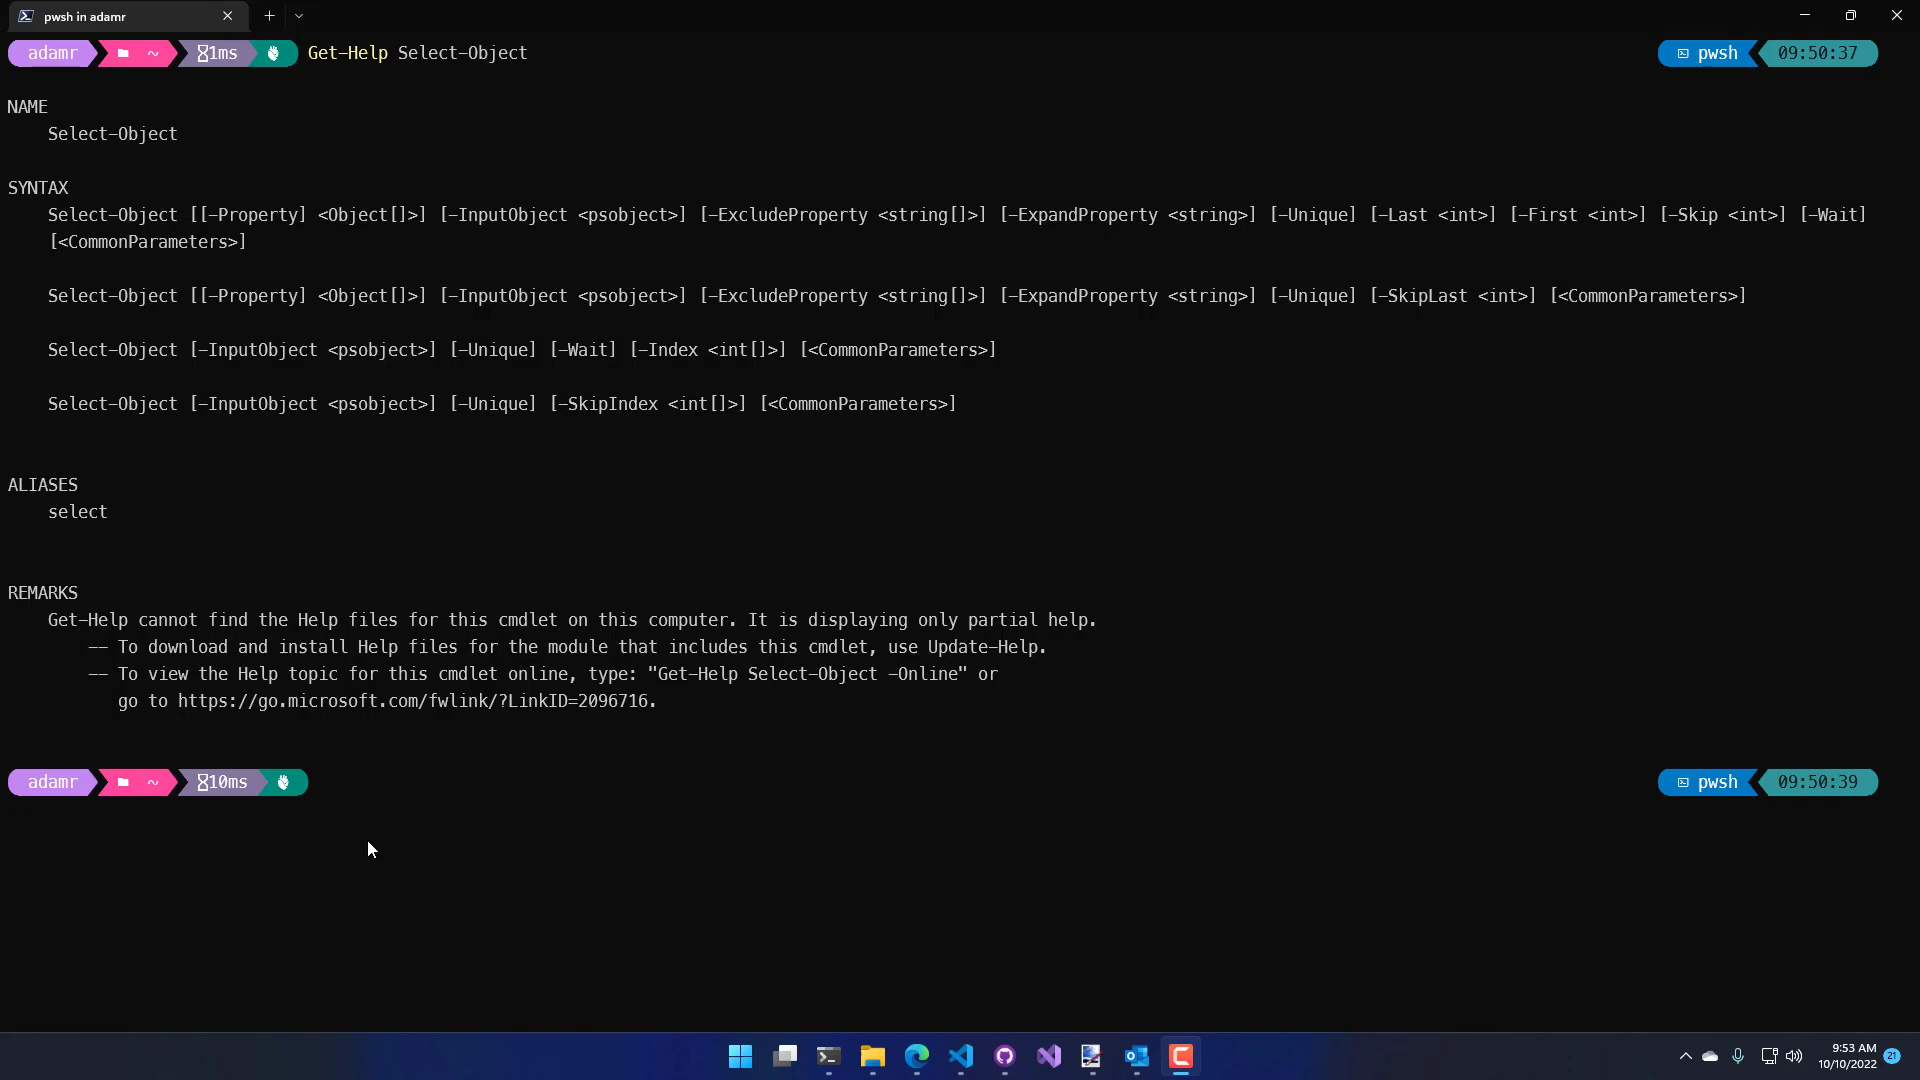 pwsh in adamr
adamr ~ 1ms Get-Help Select-Object pwsh 09:50:37
NAME
Select-Object
SYNTAX
Select-Object [[-Property] <Object[]>] [-InputObject <psobject>] [-ExcludeProperty <string[]>] [-ExpandProperty <string>] [-Unique] [-Last <int>] [-First <int>] [-Skip <int>] [-Wait]
[<CommonParameters>]
Select-Object [[-Property] <Object[]>] [-InputObject <psobject>] [-ExcludeProperty <string[]>] [-ExpandProperty <string>] [-Unique] [-SkipLast <int>] [<CommonParameters>]
Select-Object [-InputObject <psobject>] [-Unique] [-Wait] [-Index <int[]>] [<CommonParameters>]
Select-Object [-InputObject <psobject>] [-Unique] [-SkipIndex <int[]>] [<CommonParameters>]
ALIASES
select
REMARKS
Get-Help cannot find the Help files for this cmdlet on this computer. It is displaying only partial help.
-- To download and install Help files for the module that includes this cmdlet, use Update-Help.
-- To view the Help topic for this cmdlet online, type: "Get-Help Select-Object -Online" or
go to https://go.microsoft.com/fwlink/?LinkID=2096716.
adamr ~ 10ms pwsh 09:50:39
9:53 AM
10/10/2022 21